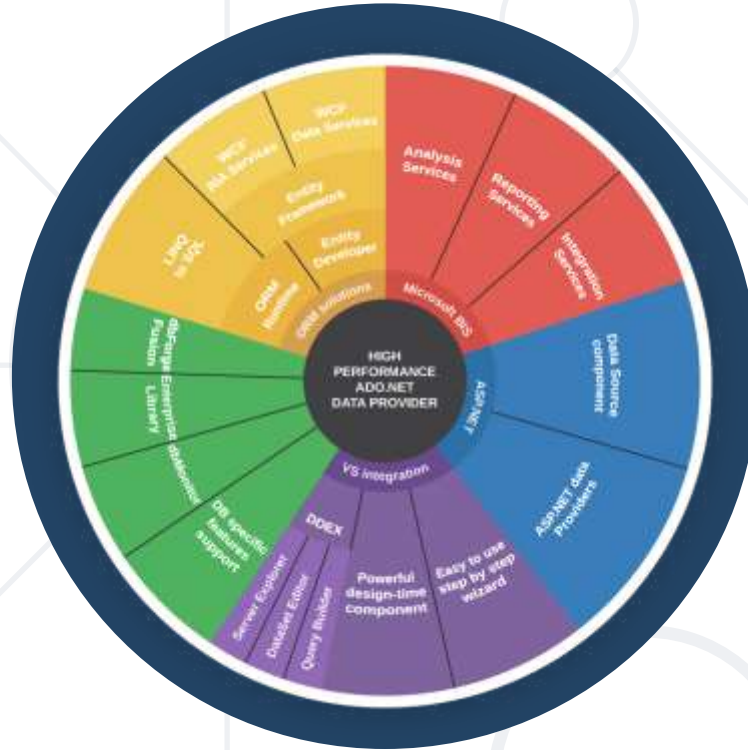 HIGH
PERFORMANCE
ADO.NET
DATA PROVIDER
ORM Solutions
WCF
Data Services
WCF
RIA Services
Entity
Framework
Entity
Developer
ORM
Runtime
LINQ
to SQL
Microsoft BIS
Analysis
Services
Reporting
Services
Integration
Services
ASP.NET
Data Source
component
ASP.NET data
Providers
VS integration
Easy to use
step by step
wizard
Powerful
design-time
component
DDEX
Query Builder
DataSet Editor
Server Explorer
DB specific
features
support
dbMonitor
Enterprise
Library
dbForge
Fusion